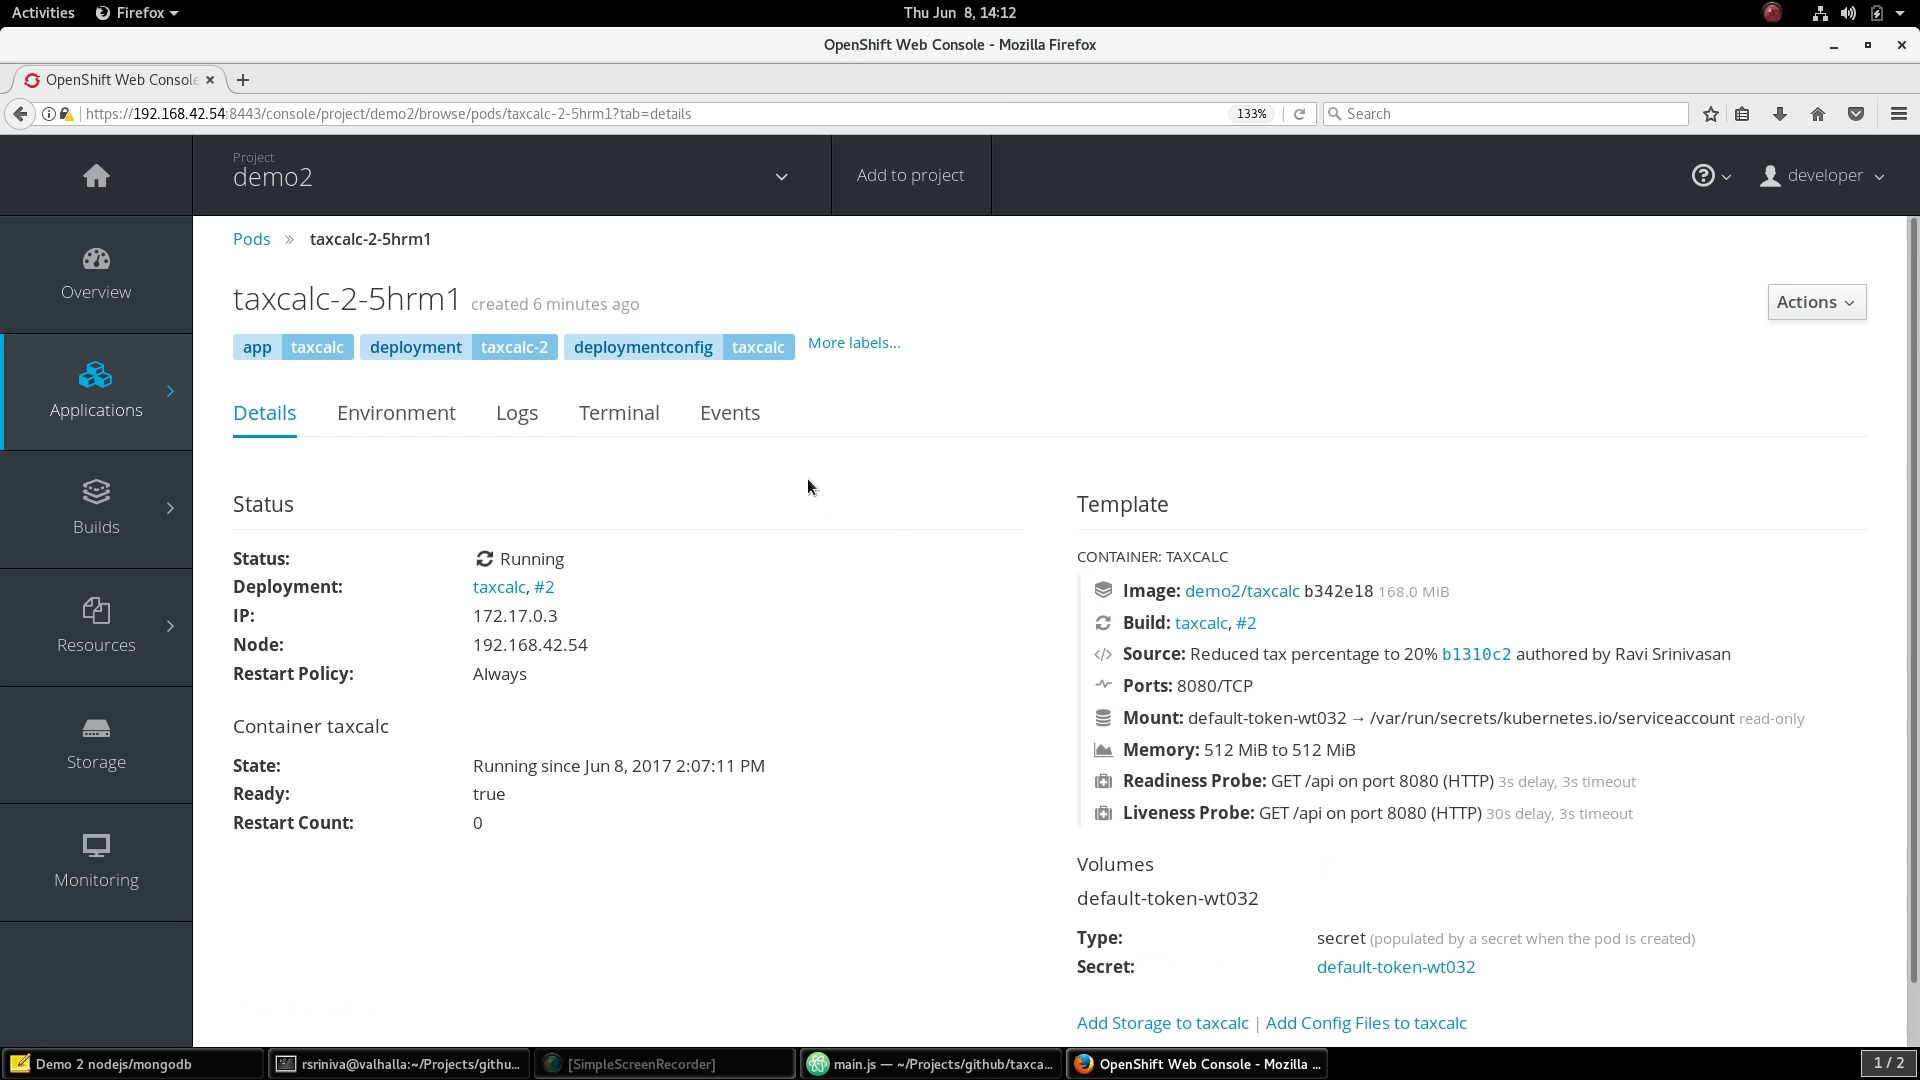 Activities Firefox Thu Jun 8, 14:12
OpenShift Web Console - Mozilla Firefox
OpenShift Web Console
https://192.168.42.54:8443/console/project/demo2/browse/pods/taxcalc-2-5hrm1?tab=details 133% Search
Project
demo2
Add to project
developer
Overview
Applications
Builds
Resources
Storage
Monitoring
Pods » taxcalc-2-5hrm1
taxcalc-2-5hrm1 created 6 minutes ago
Actions
app taxcalc deployment taxcalc-2 deploymentconfig taxcalc More labels...
Details Environment Logs Terminal Events
Status
Status: Running
Deployment: taxcalc, #2
IP: 172.17.0.3
Node: 192.168.42.54
Restart Policy: Always
Container taxcalc
State: Running since Jun 8, 2017 2:07:11 PM
Ready: true
Restart Count: 0
Template
CONTAINER: TAXCALC
Image: demo2/taxcalc b342e18 168.0 MiB
Build: taxcalc, #2
Source: Reduced tax percentage to 20% b1310c2 authored by Ravi Srinivasan
Ports: 8080/TCP
Mount: default-token-wt032 → /var/run/secrets/kubernetes.io/serviceaccount read-only
Memory: 512 MiB to 512 MiB
Readiness Probe: GET /api on port 8080 (HTTP) 3s delay, 3s timeout
Liveness Probe: GET /api on port 8080 (HTTP) 30s delay, 3s timeout
Volumes
default-token-wt032
Type: secret (populated by a secret when the pod is created)
Secret: default-token-wt032
Add Storage to taxcalc | Add Config Files to taxcalc
Demo 2 nodejs/mongodb
rsriniva@valhalla:~/Projects/githu...
[SimpleScreenRecorder]
main.js — ~/Projects/github/taxca...
OpenShift Web Console - Mozilla ...
1 / 2